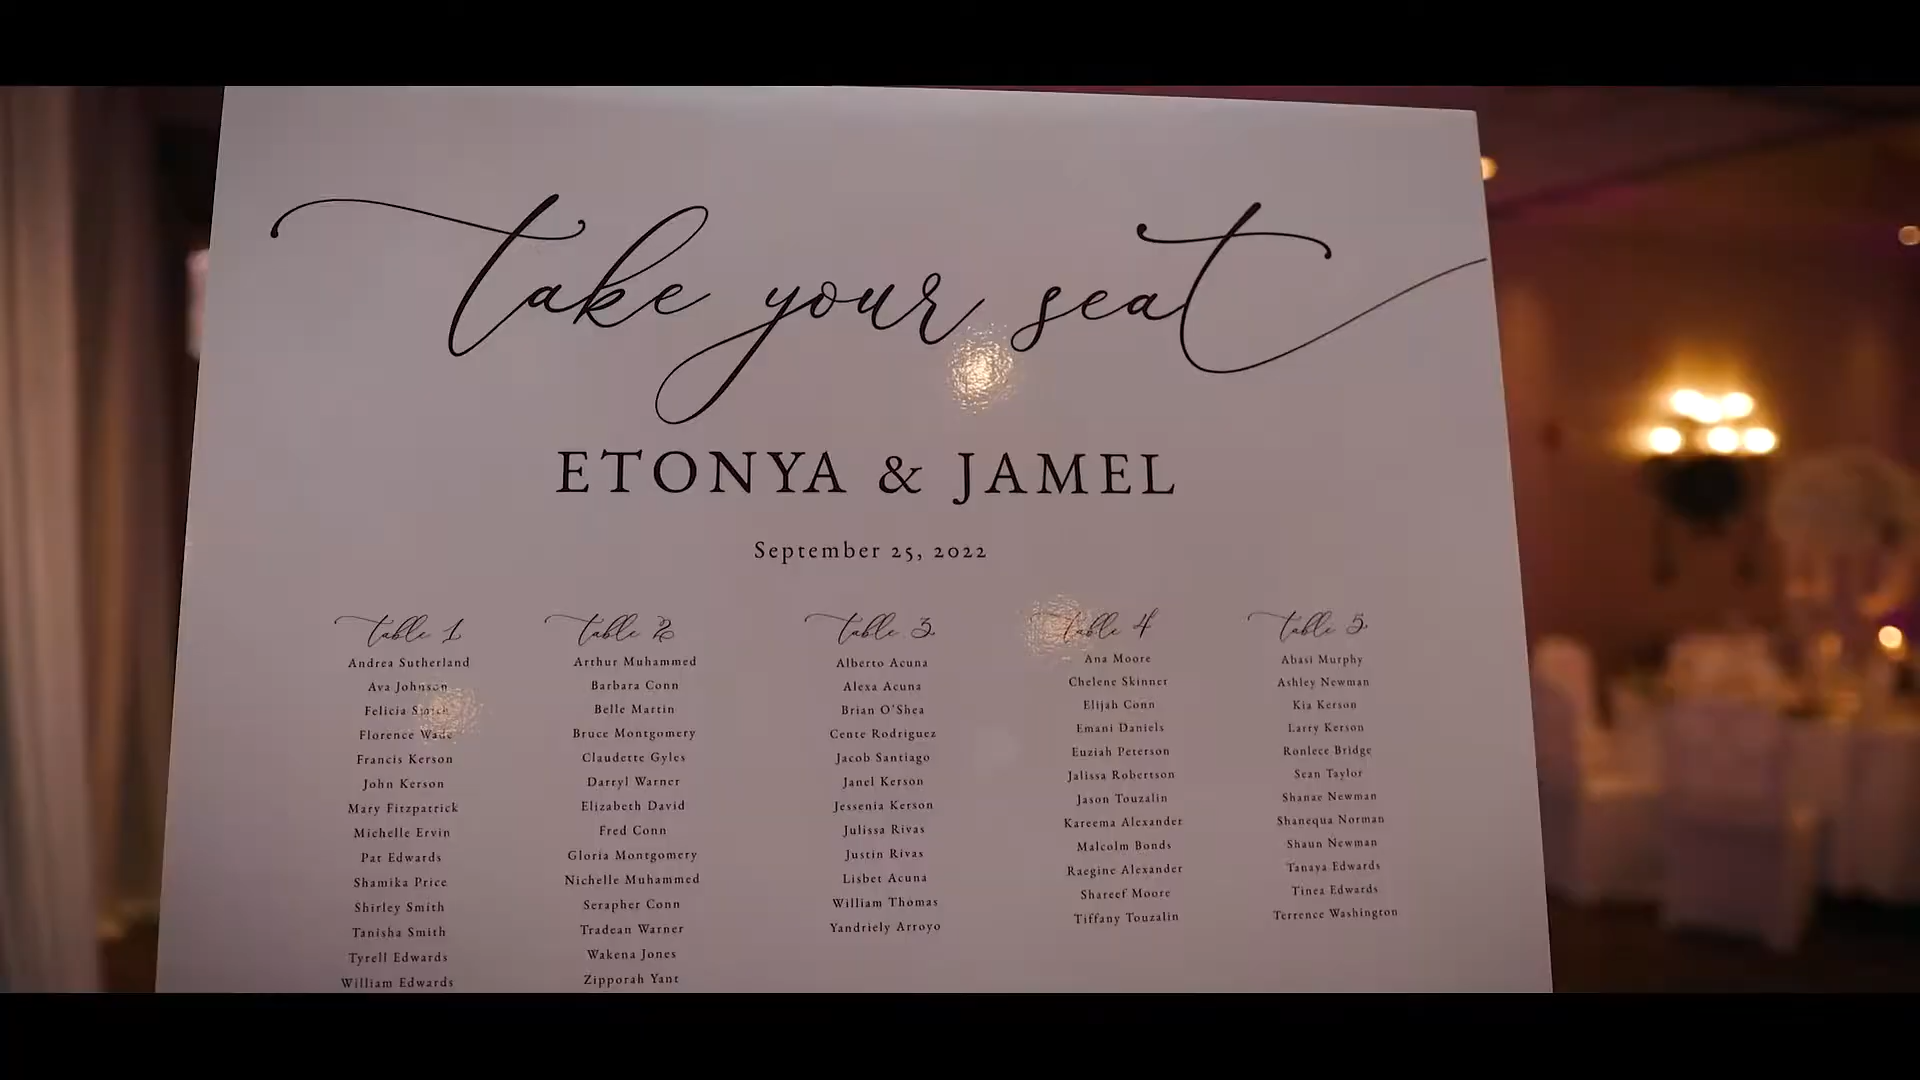 take your seat
ETONYA & JAMEL
September 25, 2022
table 1
Andrea Sutherland
Ava Johnson
Felicia Smith
Florence Wade
Francis Kerson
John Kerson
Mary Fitzpatrick
Michelle Ervin
Pat Edwards
Shamika Price
Shirley Smith
Tanisha Smith
Tyrell Edwards
William Edwards
table 2
Arthur Muhammed
Barbara Conn
Belle Martin
Bruce Montgomery
Claudette Gyles
Darryl Warner
Elizabeth David
Fred Conn
Gloria Montgomery
Nichelle Muhammed
Serapher Conn
Tradean Warner
Wakena Jones
Zipporah Yant
table 3
Alberto Acuna
Alexa Acuna
Brian O'Shea
Cente Rodriguez
Jacob Santiago
Janel Kerson
Jessenia Kerson
Julissa Rivas
Justin Rivas
Lisbet Acuna
William Thomas
Yandriely Arroyo
table 4
Ana Moore
Chelene Skinner
Elijah Conn
Emani Daniels
Euziah Peterson
Jalissa Robertson
Jason Touzalin
Kareema Alexander
Malcolm Bonds
Raegine Alexander
Shareef Moore
Tiffany Touzalin
table 5
Abasi Murphy
Ashley Newman
Kia Kerson
Larry Kerson
Ronlece Bridge
Sean Taylor
Shanae Newman
Shanequa Norman
Shaun Newman
Tanaya Edwards
Tinea Edwards
Terrence Washington